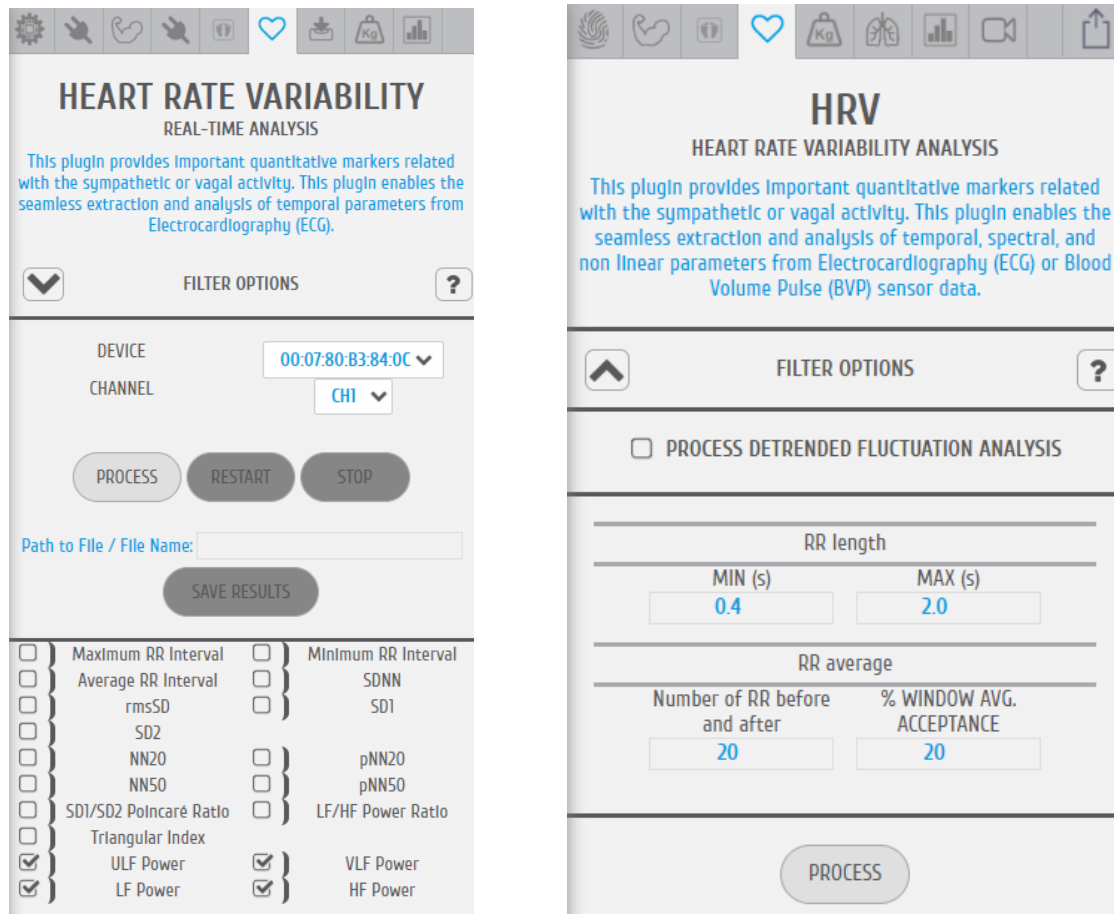 Kg
HEART RATE VARIABILITY
REAL-TIME ANALYSIS
This plugin provides important quantitative markers related
with the sympathetic or vagal activity. This plugin enables the
seamless extraction and analysis of temporal parameters from
Electrocardiography (ECG).
FILTER OPTIONS
?
DEVICE
00:07:80:B3:84:0C
CHANNEL
CH1
PROCESS
RESTART
STOP
Path to File / File Name:
SAVE RESULTS
Maximum RR Interval
Minimum RR Interval
Average RR Interval
SDNN
rmsSD
SD1
SD2
NN20
pNN20
NN50
pNN50
SD1/SD2 Poincaré Ratio
LF/HF Power Ratio
Triangular Index
ULF Power
VLF Power
LF Power
HF Power
Kg
HRV
HEART RATE VARIABILITY ANALYSIS
This plugin provides important quantitative markers related
with the sympathetic or vagal activity. This plugin enables the
seamless extraction and analysis of temporal, spectral, and
non linear parameters from Electrocardiography (ECG) or Blood
Volume Pulse (BVP) sensor data.
FILTER OPTIONS
?
PROCESS DETRENDED FLUCTUATION ANALYSIS
RR length
MIN (s)
MAX (s)
0.4
2.0
RR average
Number of RR before
and after
% WINDOW AVG.
ACCEPTANCE
20
20
PROCESS